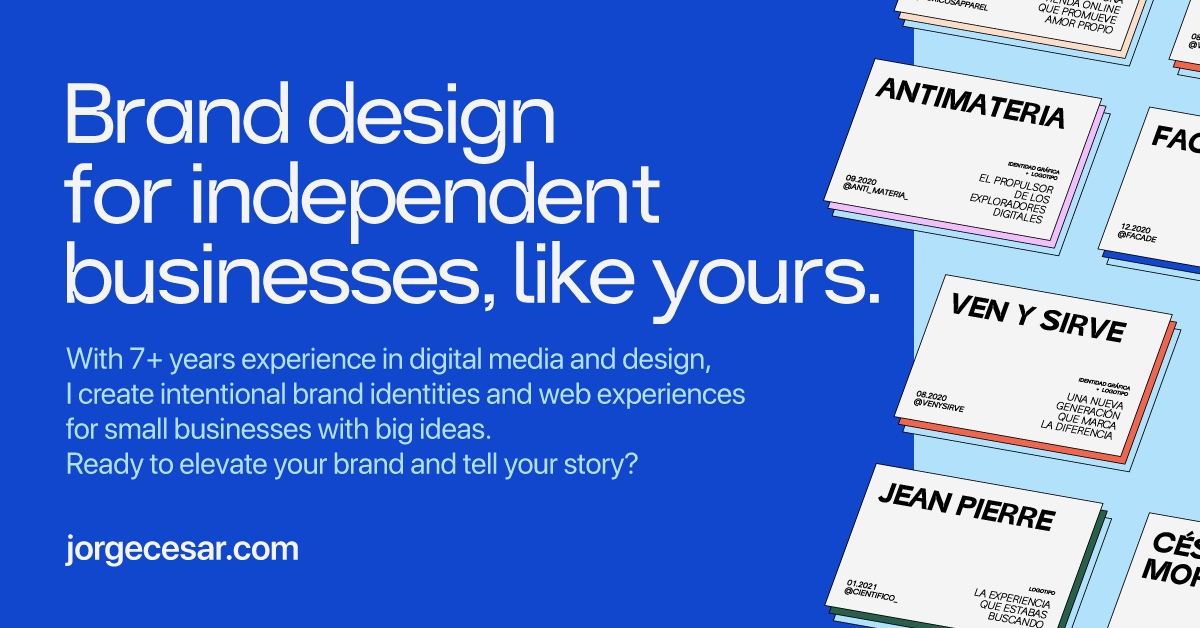 Brand design
for independent
businesses, like yours.
With 7+ years experience in digital media and design,
I create intentional brand identities and web experiences
for small businesses with big ideas.
Ready to elevate your brand and tell your story?
jorgecesar.com
QUE PROMUEVE
AMOR PROPIO
ANTIMATERIA
IDENTIDAD GRÁFICA
+ LOGOTIPO
09.2020
@ANTI_MATERIA_
EL PROPULSOR
DE LOS
EXPLORADORES
DIGITALES
12.2020
@FACADE
VEN Y SIRVE
IDENTIDAD GRÁFICA
+ LOGOTIPO
08.2020
@VENYSIRVE
UNA NUEVA
GENERACIÓN
QUE MARCA
LA DIFERENCIA
JEAN PIERRE
LOGOTIPO
01.2021
@CIENTIFICO_
LA EXPERIENCIA
QUE ESTABAS
BUSCANDO